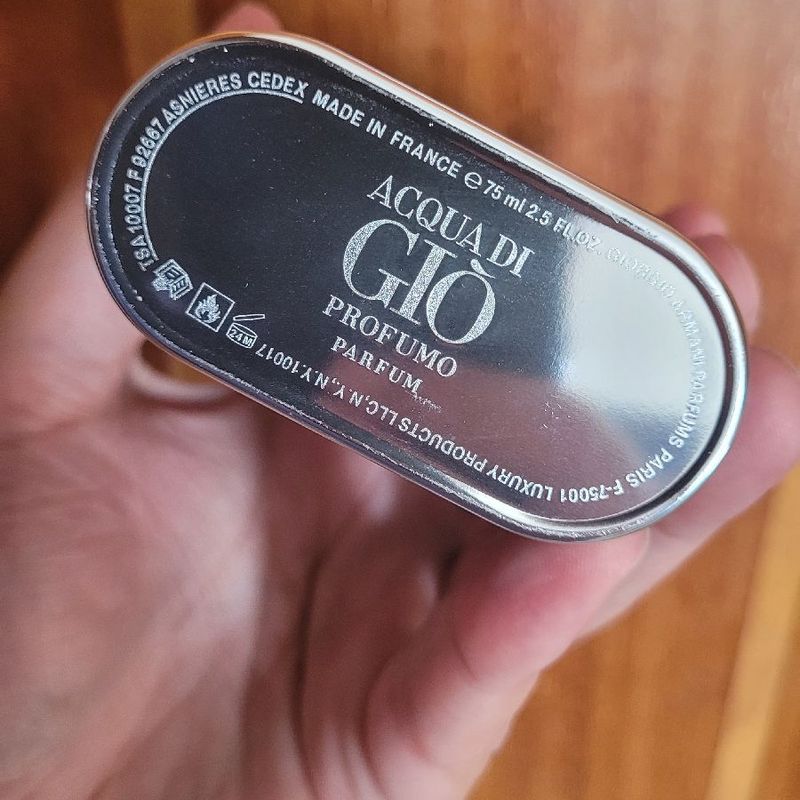 TSA 10007 F 92667 ASNIERES CEDEX MADE IN FRANCE ℮ 75 ml 2.5 FL.OZ. GIORGIO ARMANI PARFUMS PARIS F-75001 LUXURY PRODUCTS LLC, N.Y., N.Y. 10017
ACQUA DI
GIÒ
PROFUMO
PARFUM
24 M